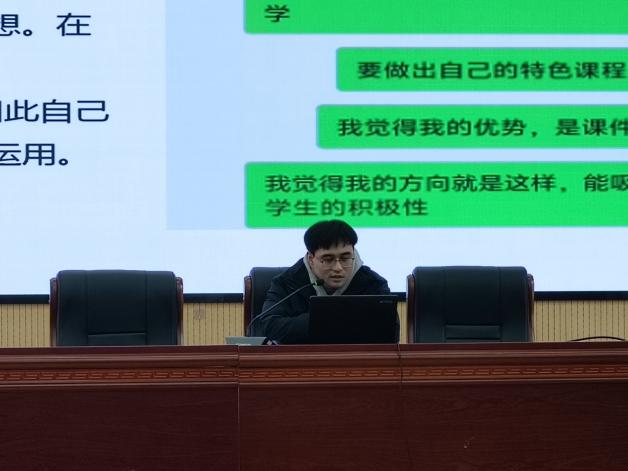 想。在
此自己
运用。
学
要做出自己的特色课程
我觉得我的优势，是课件
我觉得我的方向就是这样，能吸
学生的积极性